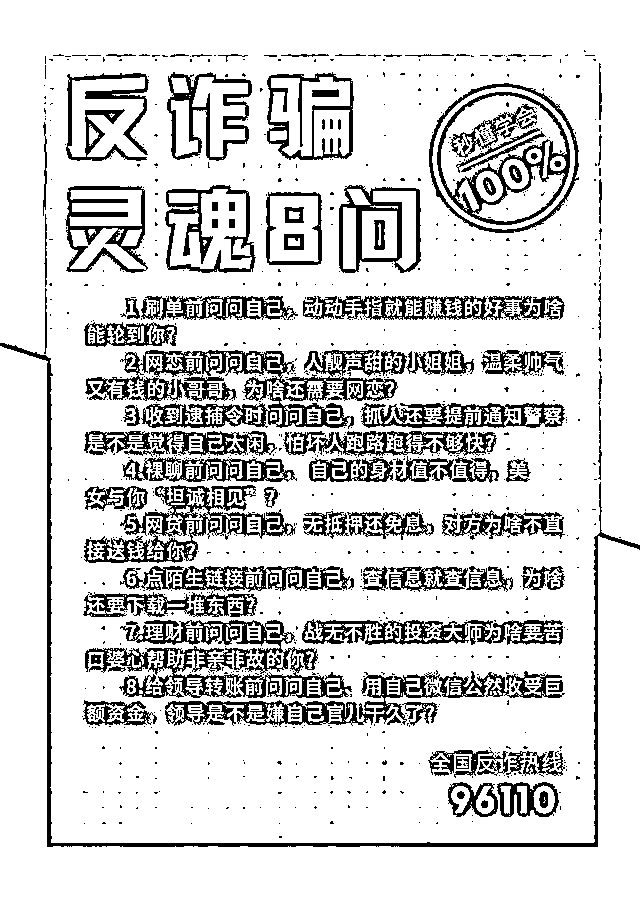 反诈骗
灵魂8问
秒懂学会
100%
1.刷单前问问自己，动动手指就能赚钱的好事为啥
能轮到你？
2.网恋前问问自己，人靓声甜的小姐姐，温柔帅气
又有钱的小哥哥，为啥还需要网恋？
3.收到逮捕令时问问自己，抓人还要提前通知警察
是不是觉得自己太闲，怕坏人跑路跑得不够快？
4.裸聊前问问自己，自己的身材值不值得，美
女与你“坦诚相见”？
5.网贷前问问自己，无抵押还免息，对方为啥不直
接送钱给你？
6.点陌生链接前问问自己，查信息就查信息，为啥
还要下载一堆东西？
7.理财前问问自己，战无不胜的投资大师为啥要苦
口婆心帮助非亲非故的你？
8.给领导转账前问问自己，用自己微信公然收受巨
额资金，领导是不是嫌自己官儿干久了？
全国反诈热线
96110